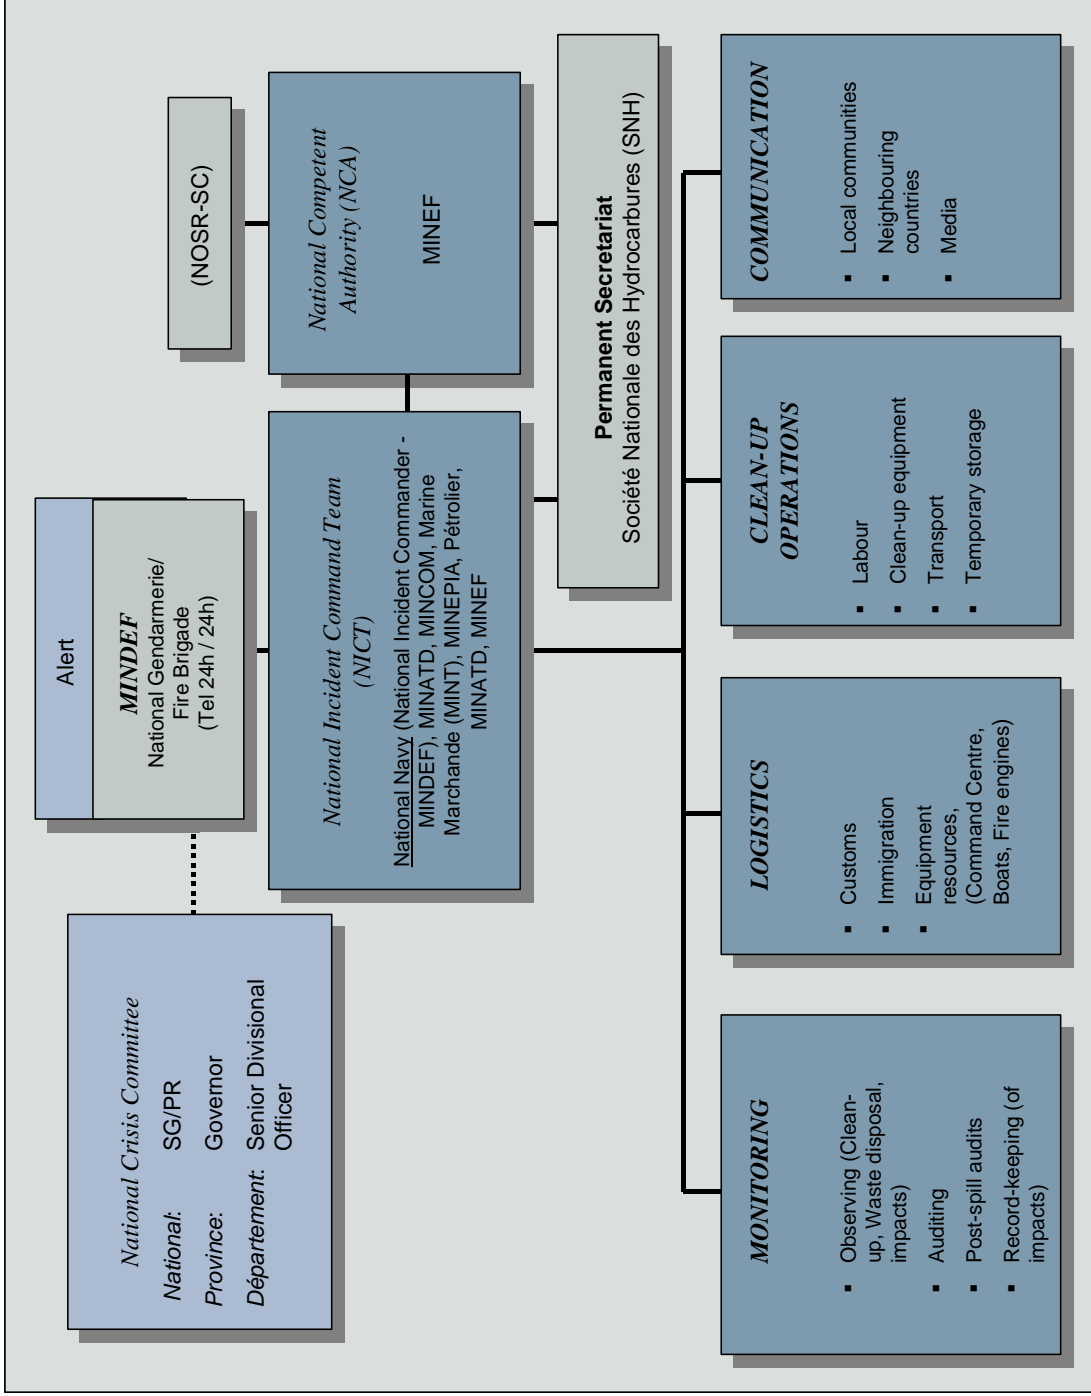 Alert
MINDEF
National Gendarmerie/
Fire Brigade
(Tel 24h / 24h)
(NOSR-SC)
National Crisis Committee
National: SG/PR
Province: Governor
Département: Senior Divisional
Officer
National Incident Command Team
(NICT)
National Navy (National Incident Commander -
MINDEF), MINATD, MINCOM, Marine
Marchande (MINT), MINEPIA, Pétrolier,
MINATD, MINEF
National Competent
Authority (NCA)
MINEF
Permanent Secretariat
Société Nationale des Hydrocarbures (SNH)
MONITORING
▪ Observing (Clean-
up, Waste disposal,
impacts)
▪ Auditing
▪ Post-spill audits
▪ Record-keeping (of
impacts)
LOGISTICS
▪ Customs
▪ Immigration
▪ Equipment
resources,
(Command Centre,
Boats, Fire engines)
CLEAN-UP
OPERATIONS
▪ Labour
▪ Clean-up equipment
▪ Transport
▪ Temporary storage
COMMUNICATION
▪ Local communities
▪ Neighbouring
countries
▪ Media